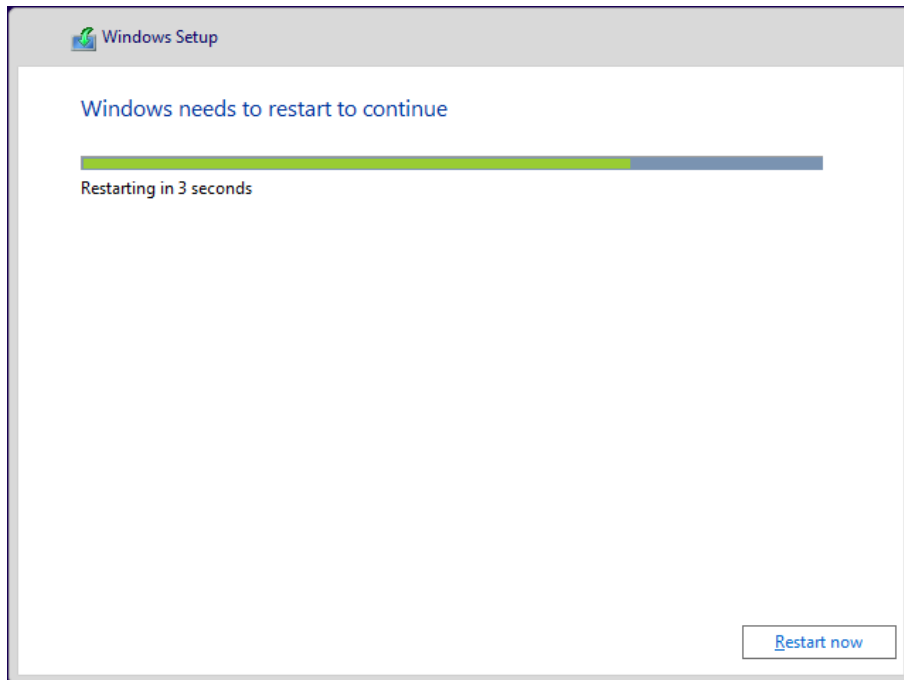 Windows Setup
Windows needs to restart to continue
Restarting in 3 seconds
Restart now